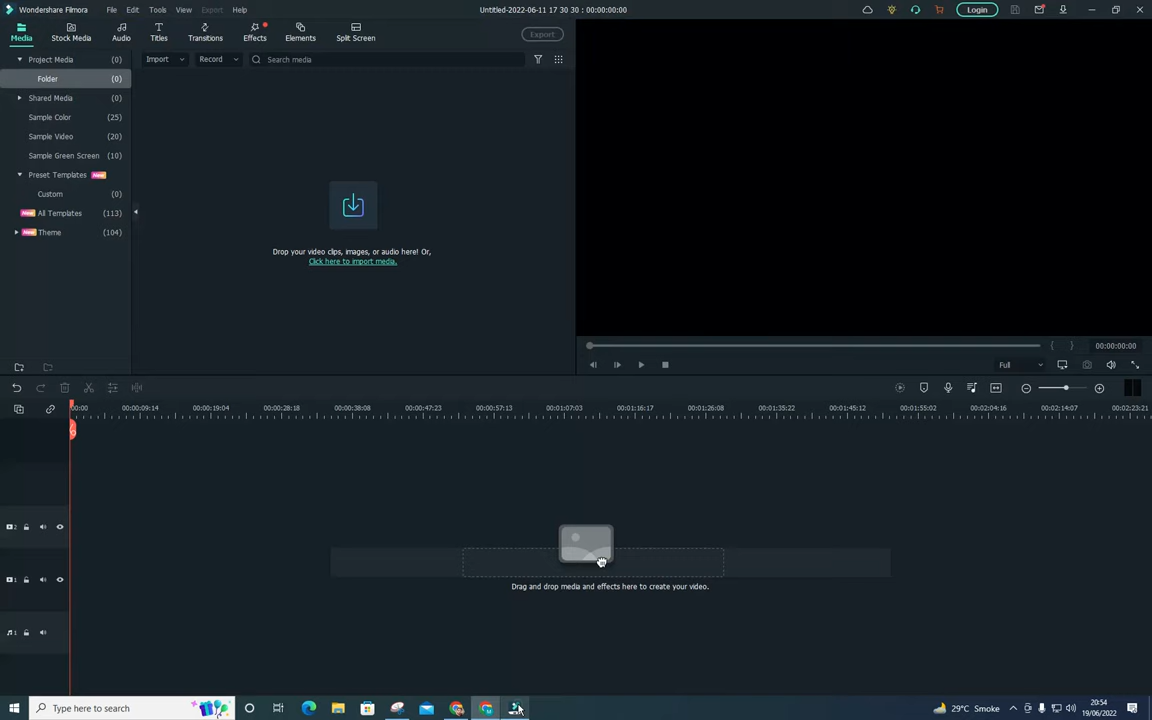 Wondershare Filmora File Edit Tools View Export Help Untitled-2022-06-11 17 30 30 : 00:00:00:00 Login
Media Stock Media Audio Titles Transitions Effects Elements Split Screen Export
Project Media (0) Import Record Search media
Folder (0)
Shared Media (0)
Sample Color (25)
Sample Video (20)
Sample Green Screen (10)
Preset Templates New
Custom (0)
New All Templates (113)
New Theme (104)
Drop your video clips, images, or audio here! Or,
Click here to import media.
00:00:00:00
Full
00:00 00:00:09:14 00:00:19:04 00:00:28:18 00:00:38:08 00:00:47:23 00:00:57:13 00:01:07:03 00:01:16:17 00:01:26:08 00:01:35:22 00:01:45:12 00:01:55:02 00:02:04:16 00:02:14:07 00:02:23:21
2
1
Drag and drop media and effects here to create your video.
1
Type here to search 29°C Smoke 20:54
19/06/2022